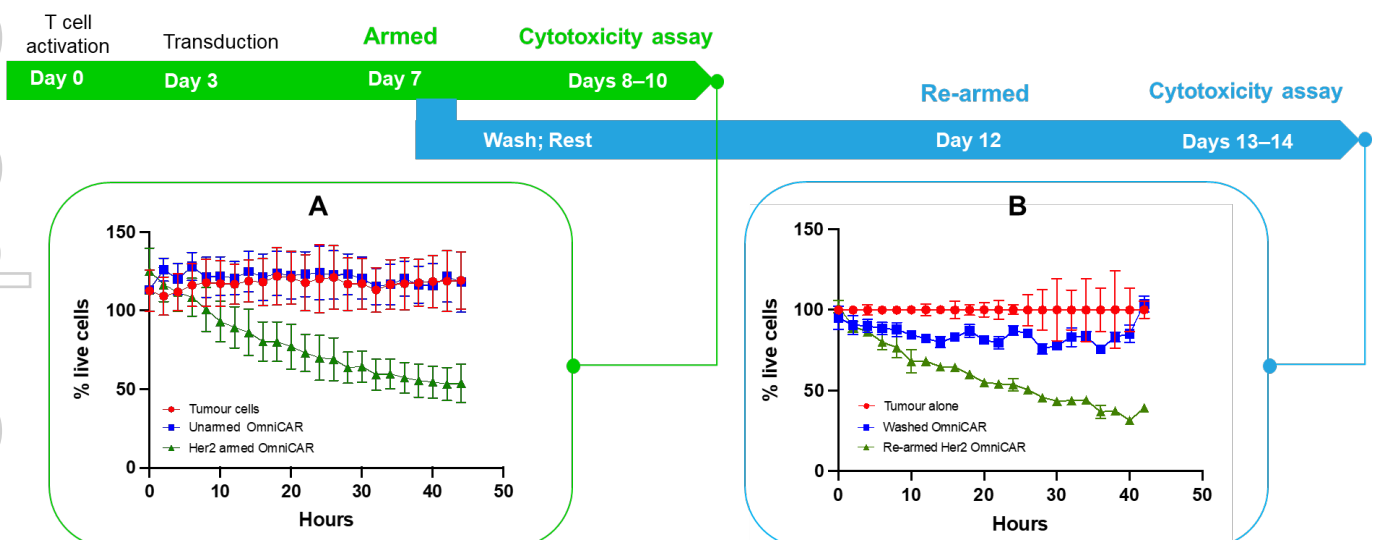 T cell
activation
Transduction
Armed
Cytotoxicity assay
Day 0
Day 3
Day 7
Days 8–10
Re-armed
Cytotoxicity assay
Wash; Rest
Day 12
Days 13–14
A
150
100
50
0
% live cells
Tumour cells
Unarmed OmniCAR
Her2 armed OmniCAR
0
10
20
30
40
50
Hours
B
150
100
50
0
% live cells
Tumour alone
Washed OmniCAR
Re-armed Her2 OmniCAR
0
10
20
30
40
50
Hours